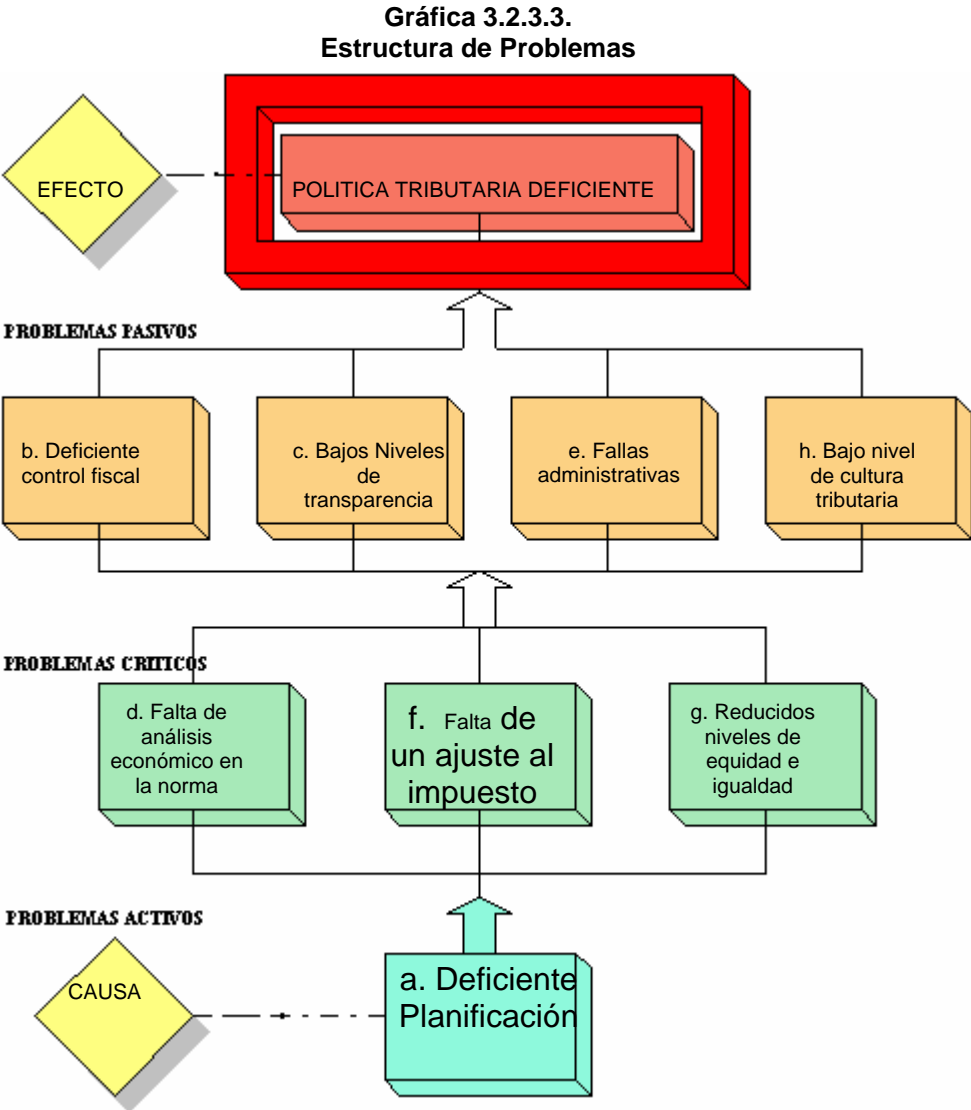 Gráfica 3.2.3.3.
Estructura de Problemas
EFECTO
POLITICA TRIBUTARIA DEFICIENTE
PROBLEMAS PASIVOS
b. Deficiente
control fiscal
c. Bajos Niveles
de
transparencia
e. Fallas
administrativas
h. Bajo nivel
de cultura
tributaria
PROBLEMAS CRITICOS
d. Falta de
análisis
económico en
la norma
f. Falta de
un ajuste al
impuesto
g. Reducidos
niveles de
equidad e
igualdad
PROBLEMAS ACTIVOS
CAUSA
a. Deficiente
Planificación